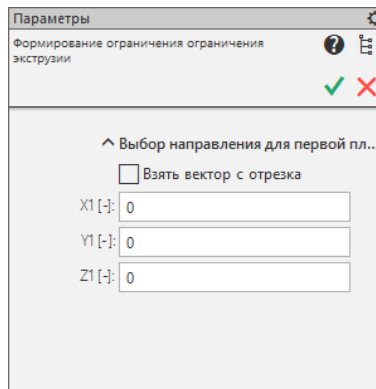 Параметры
Формирование ограничения ограничения
экструзии
Выбор направления для первой пл...
Взять вектор с отрезка
X1 [-]: 0
Y1 [-]: 0
Z1 [-]: 0